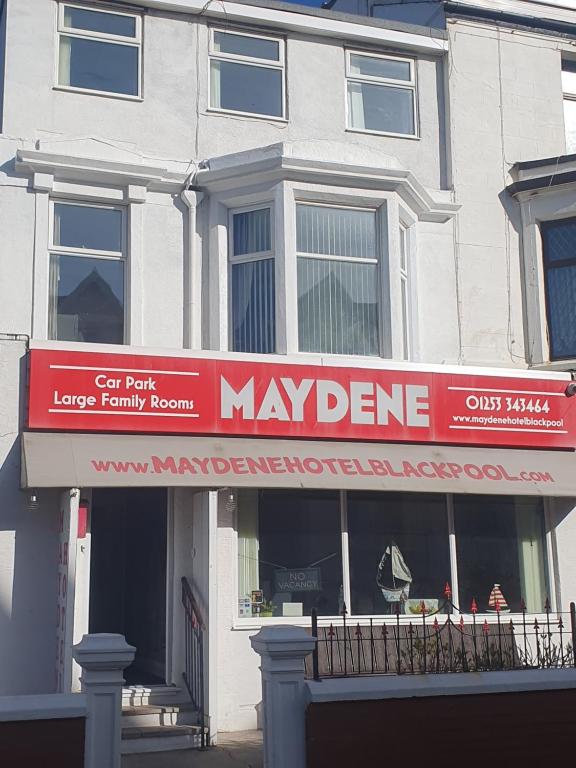 Car Park
Large Family Rooms
MAYDENE
01253 343464
www.maydenehotelblackpool
www.MAYDENEHOTELBLACKPOOL.com
NO
VACANCY